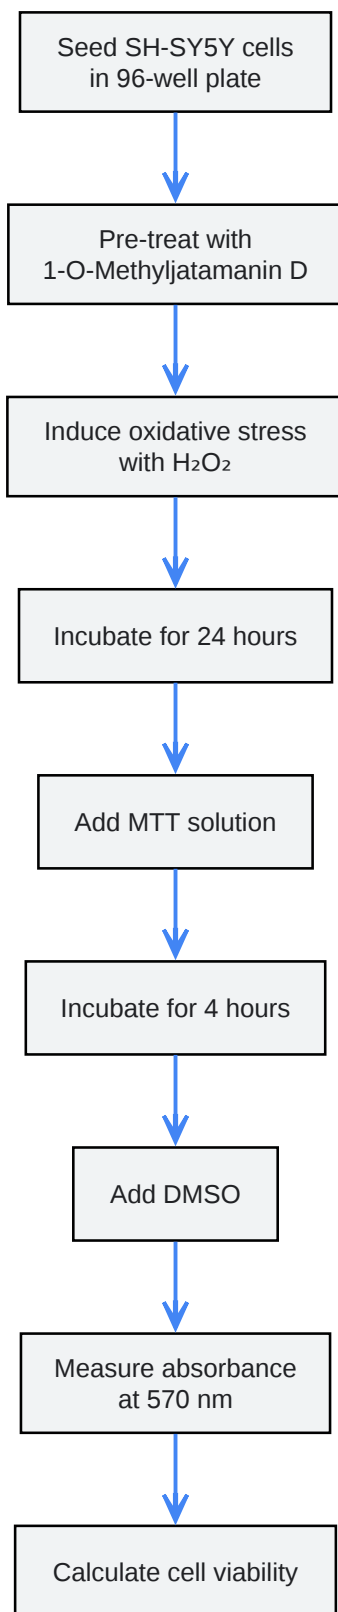 Seed SH-SY5Y cells
in 96-well plate
Pre-treat with
1-O-Methyljatamanin D
Induce oxidative stress
with H₂O₂
Incubate for 24 hours
Add MTT solution
Incubate for 4 hours
Add DMSO
Measure absorbance
at 570 nm
Calculate cell viability